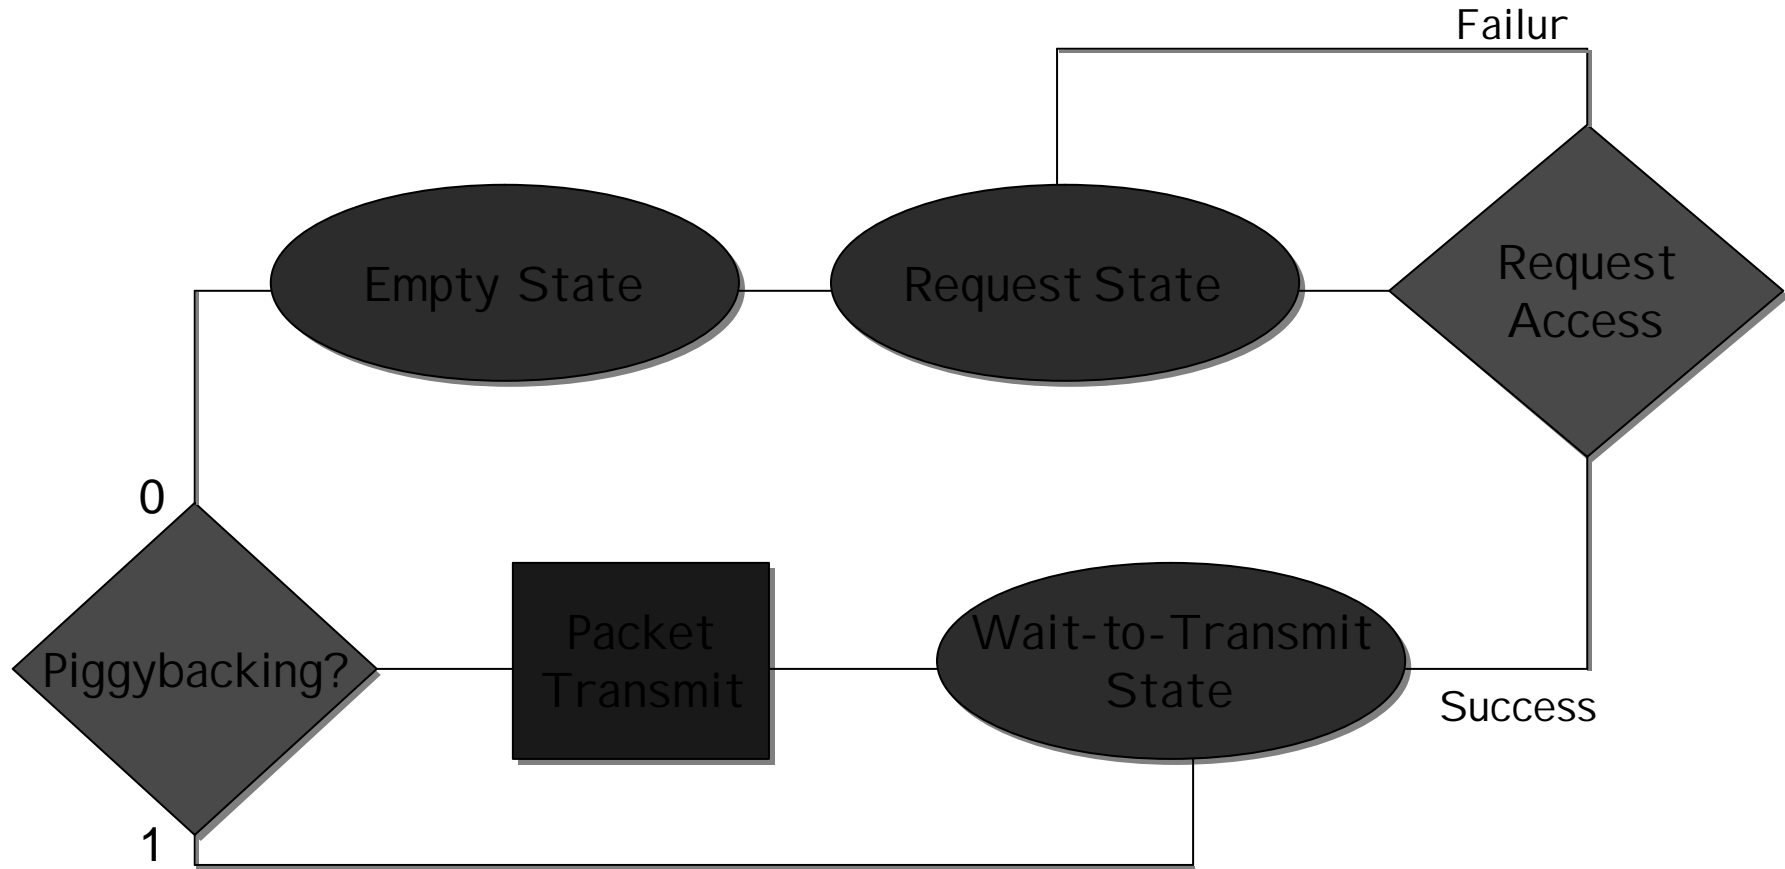 Failur
Empty State
Request State
Request
Access
0
Piggybacking?
Packet
Transmit
Wait-to-Transmit
State
Success
1